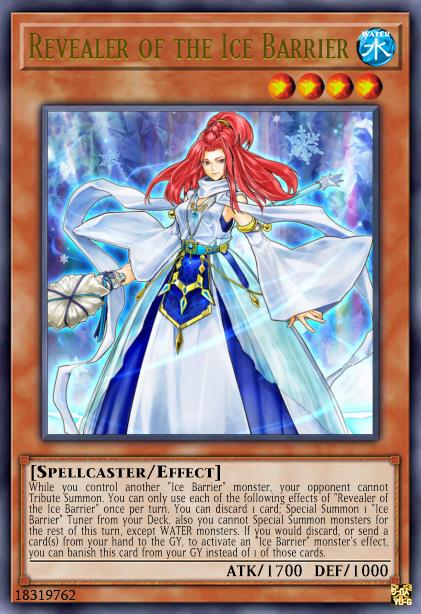 REVEALER OF THE ICE BARRIER
WATER
水
[SPELLCASTER/EFFECT]
While you control another "Ice Barrier" monster, your opponent cannot
Tribute Summon. You can only use each of the following effects of "Revealer
of the Ice Barrier" once per turn. You can discard 1 card; Special Summon 1 "Ice
Barrier" Tuner from your Deck, also you cannot Special Summon monsters for
the rest of this turn, except WATER monsters. If you would discard, or send a
card(s) from your hand to the GY, to activate an "Ice Barrier" monster's effect,
you can banish this card from your GY instead of 1 of those cards.
ATK/1700 DEF/1000
18319762